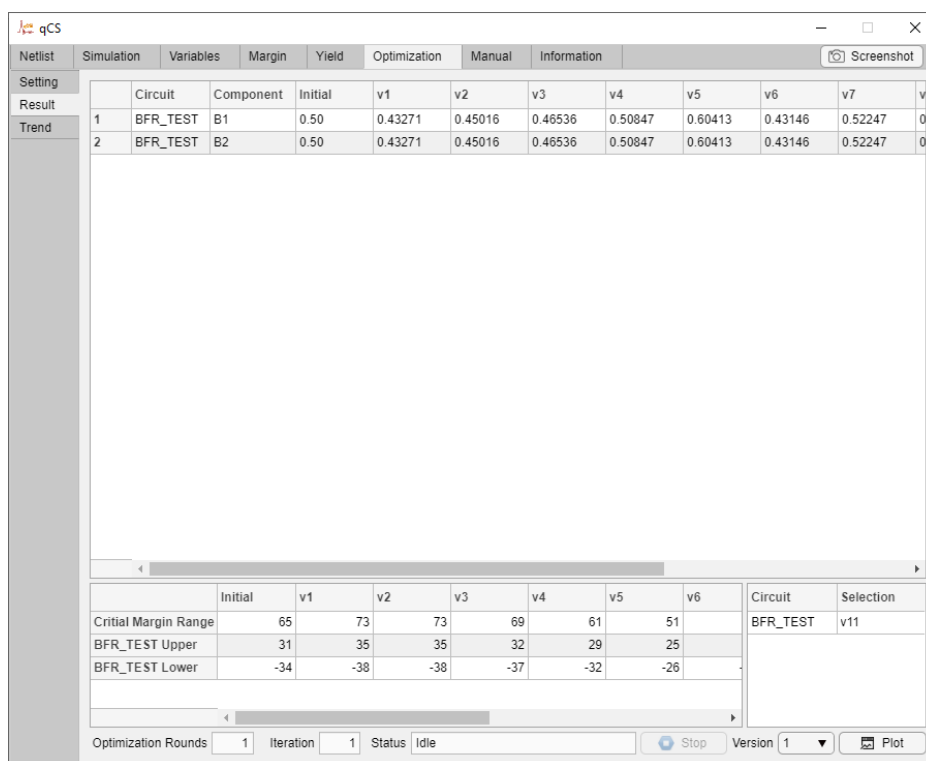 qCS
Netlist Simulation Variables Margin Yield Optimization Manual Information Screenshot
Setting
Result
Trend
Circuit Component Initial v1 v2 v3 v4 v5 v6 v7 v
1 BFR_TEST B1 0.50 0.43271 0.45016 0.46536 0.50847 0.60413 0.43146 0.52247 0
2 BFR_TEST B2 0.50 0.43271 0.45016 0.46536 0.50847 0.60413 0.43146 0.52247 0
Initial v1 v2 v3 v4 v5 v6
Critial Margin Range 65 73 73 69 61 51
BFR_TEST Upper 31 35 35 32 29 25
BFR_TEST Lower -34 -38 -38 -37 -32 -26 -
Circuit Selection
BFR_TEST v11
Optimization Rounds 1 Iteration 1 Status Idle Stop Version 1 Plot